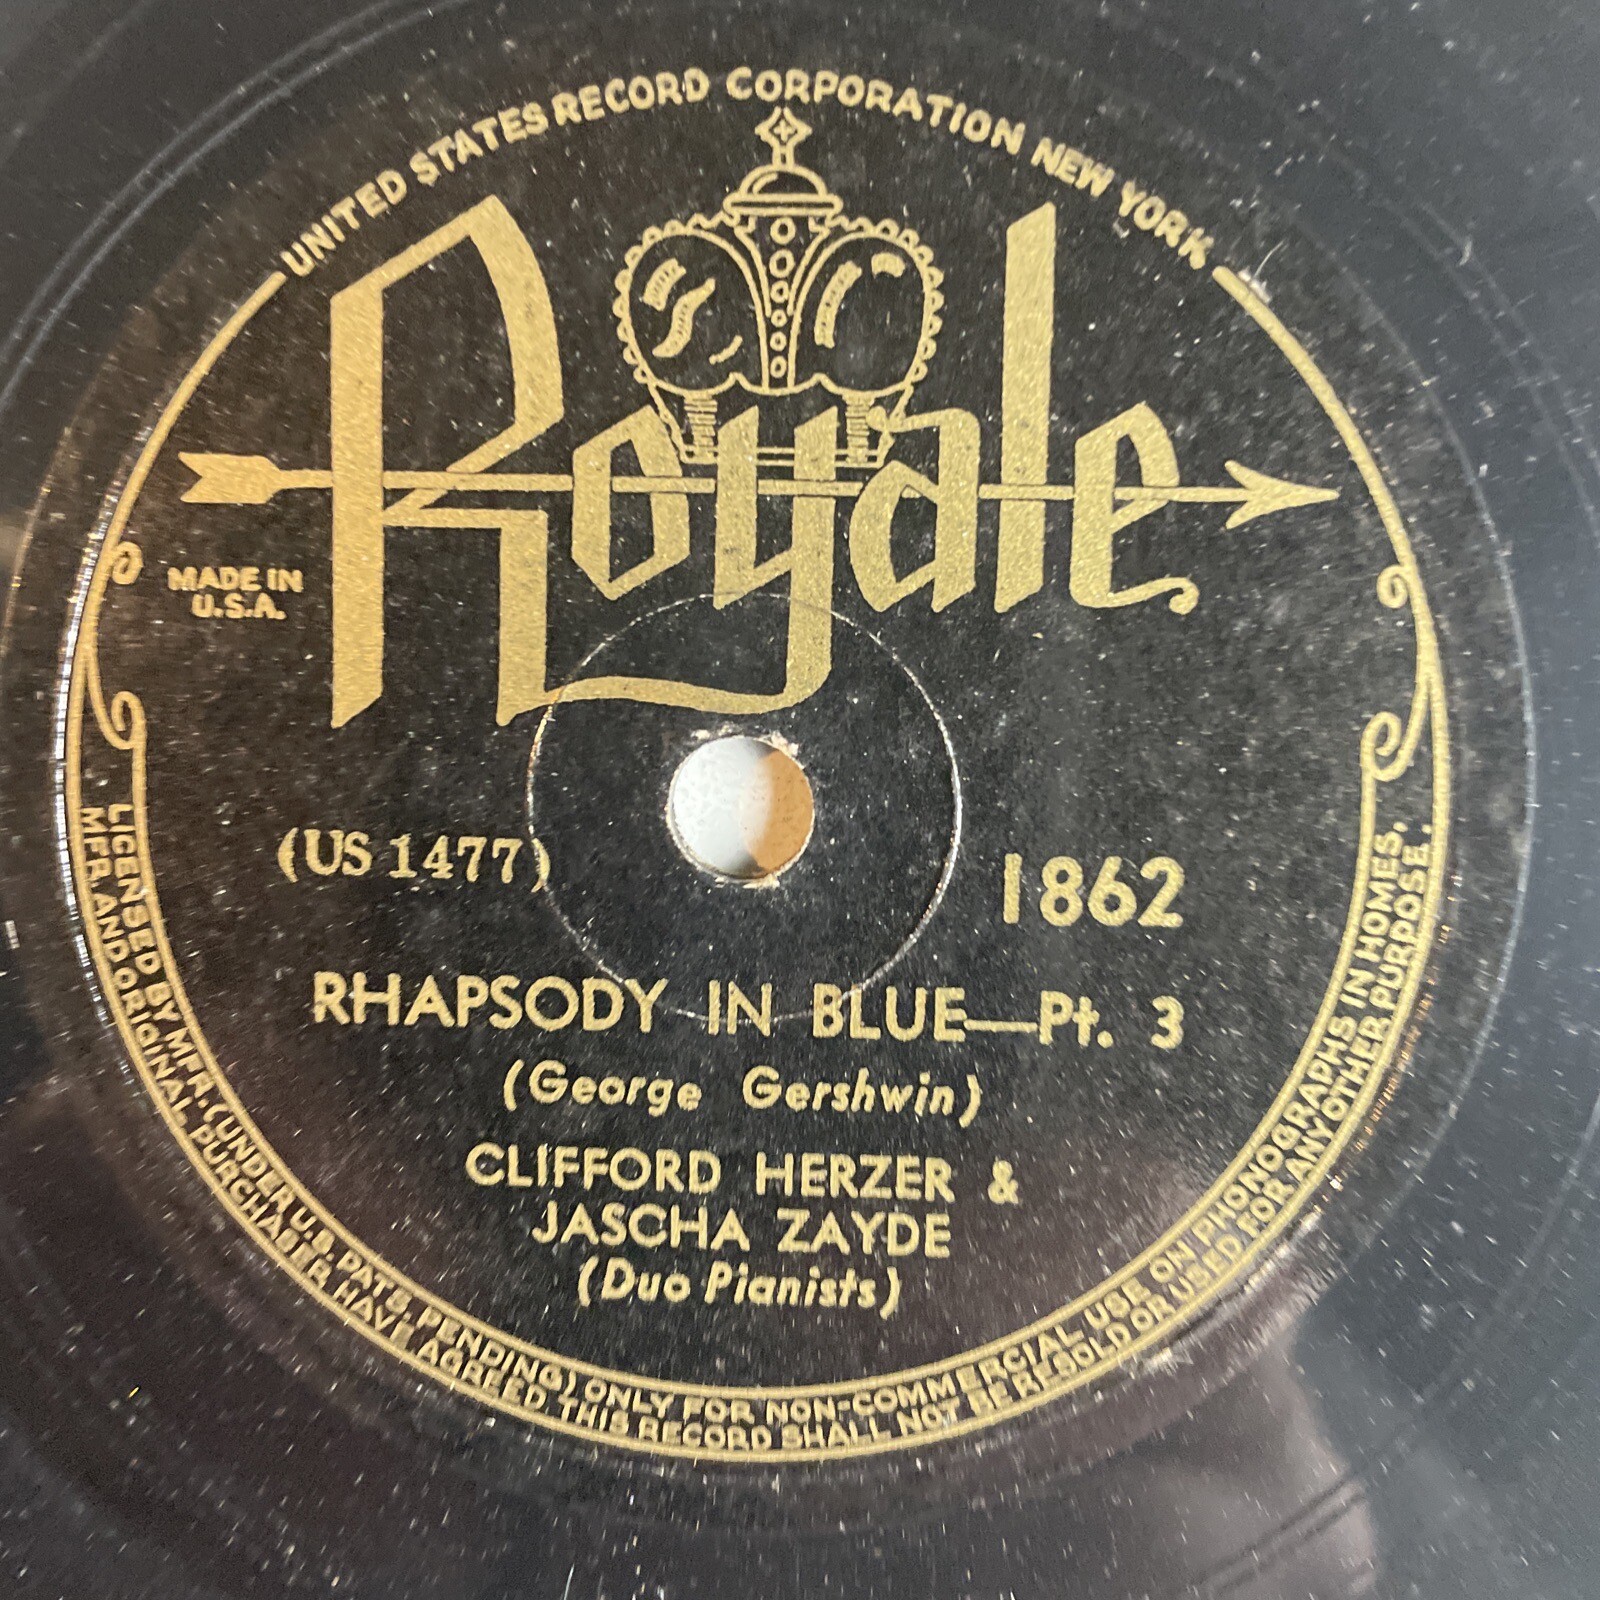 UNITED STATES RECORD CORPORATION NEW YORK
Royale
MADE IN
U.S.A.
(US 1477)
1862
RHAPSODY IN BLUE—Pt. 3
(George Gershwin)
CLIFFORD HERZER &
JASCHA ZAYDE
(Duo Pianists)
LICENSED BY MFR. (UNDER U.S. PATS. PENDING) ONLY FOR NON-COMMERCIAL USE ON PHONOGRAPHS IN HOMES.
MFR. AND ORIGINAL PURCHASER HAVE AGREED THIS RECORD SHALL NOT BE RESOLD OR USED FOR ANY OTHER PURPOSE.